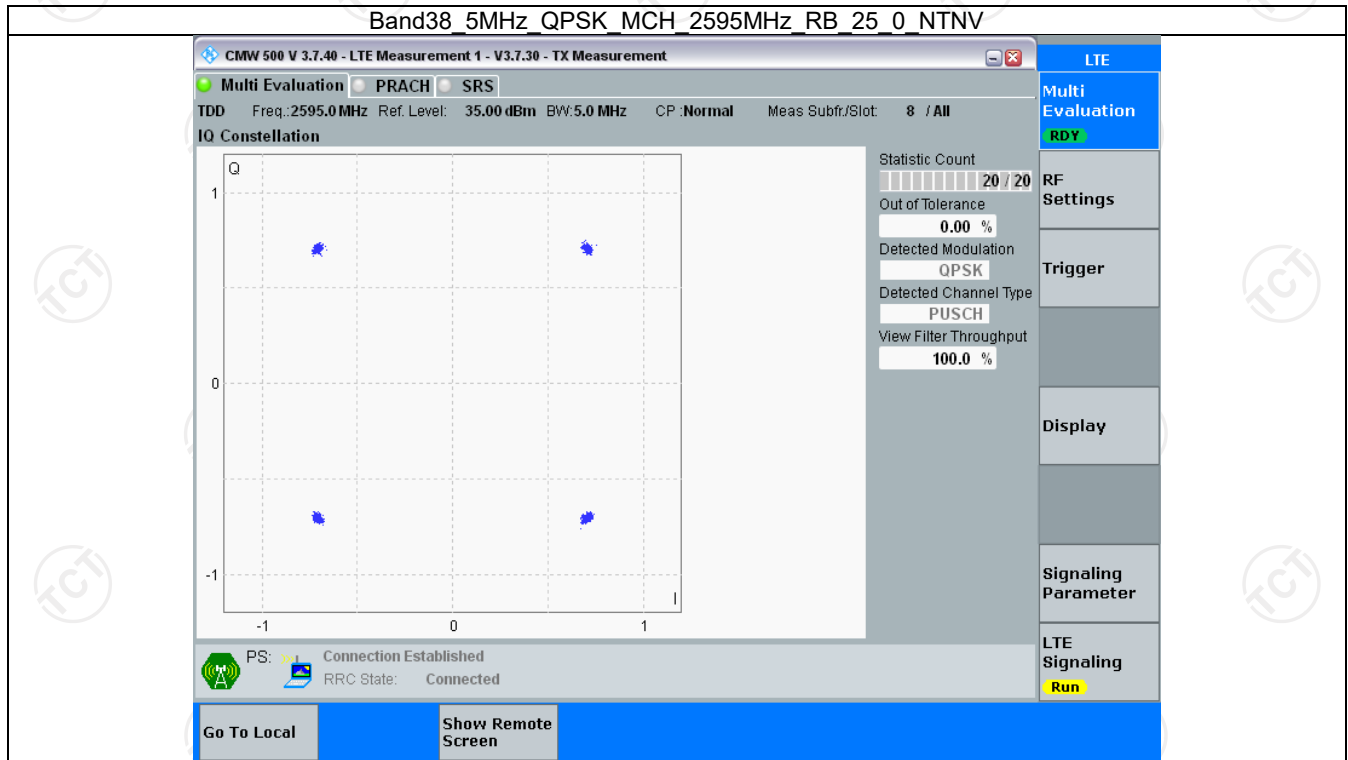 Band38_5MHz_QPSK_MCH_2595MHz_RB_25_0_NTNV
CMW 500 V 3.7.40 - LTE Measurement 1 - V3.7.30 - TX Measurement
LTE
Multi Evaluation PRACH SRS
TDD Freq.:2595.0 MHz Ref. Level: 35.00 dBm BW:5.0 MHz CP :Normal Meas Subfr./Slot: 8 / All
IQ Constellation
Q
1
0
-1
I
-1 0 1
Statistic Count
20 / 20
Out of Tolerance
0.00 %
Detected Modulation
QPSK
Detected Channel Type
PUSCH
View Filter Throughput
100.0 %
Multi
Evaluation
RDY
RF
Settings
Trigger
Display
Signaling
Parameter
LTE
Signaling
Run
PS: Connection Established
RRC State: Connected
Go To Local
Show Remote
Screen
TCT
TCT
TCT
TCT